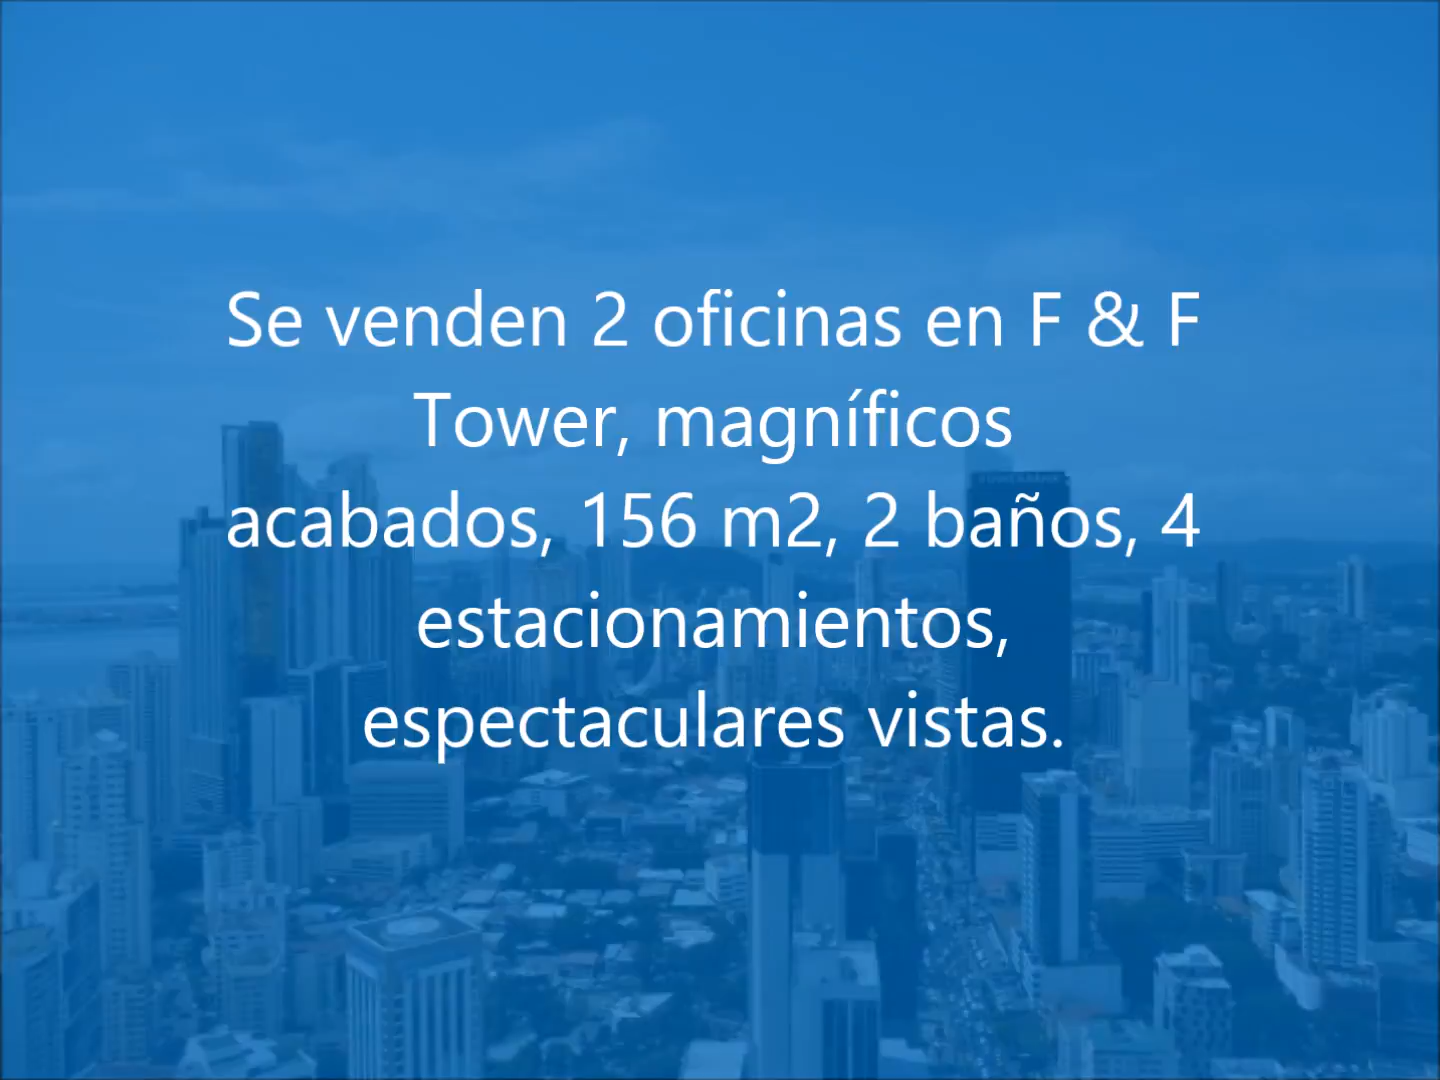 Se venden 2 oficinas en F & F
Tower, magníficos
acabados, 156 m2, 2 baños, 4
estacionamientos,
espectaculares vistas.